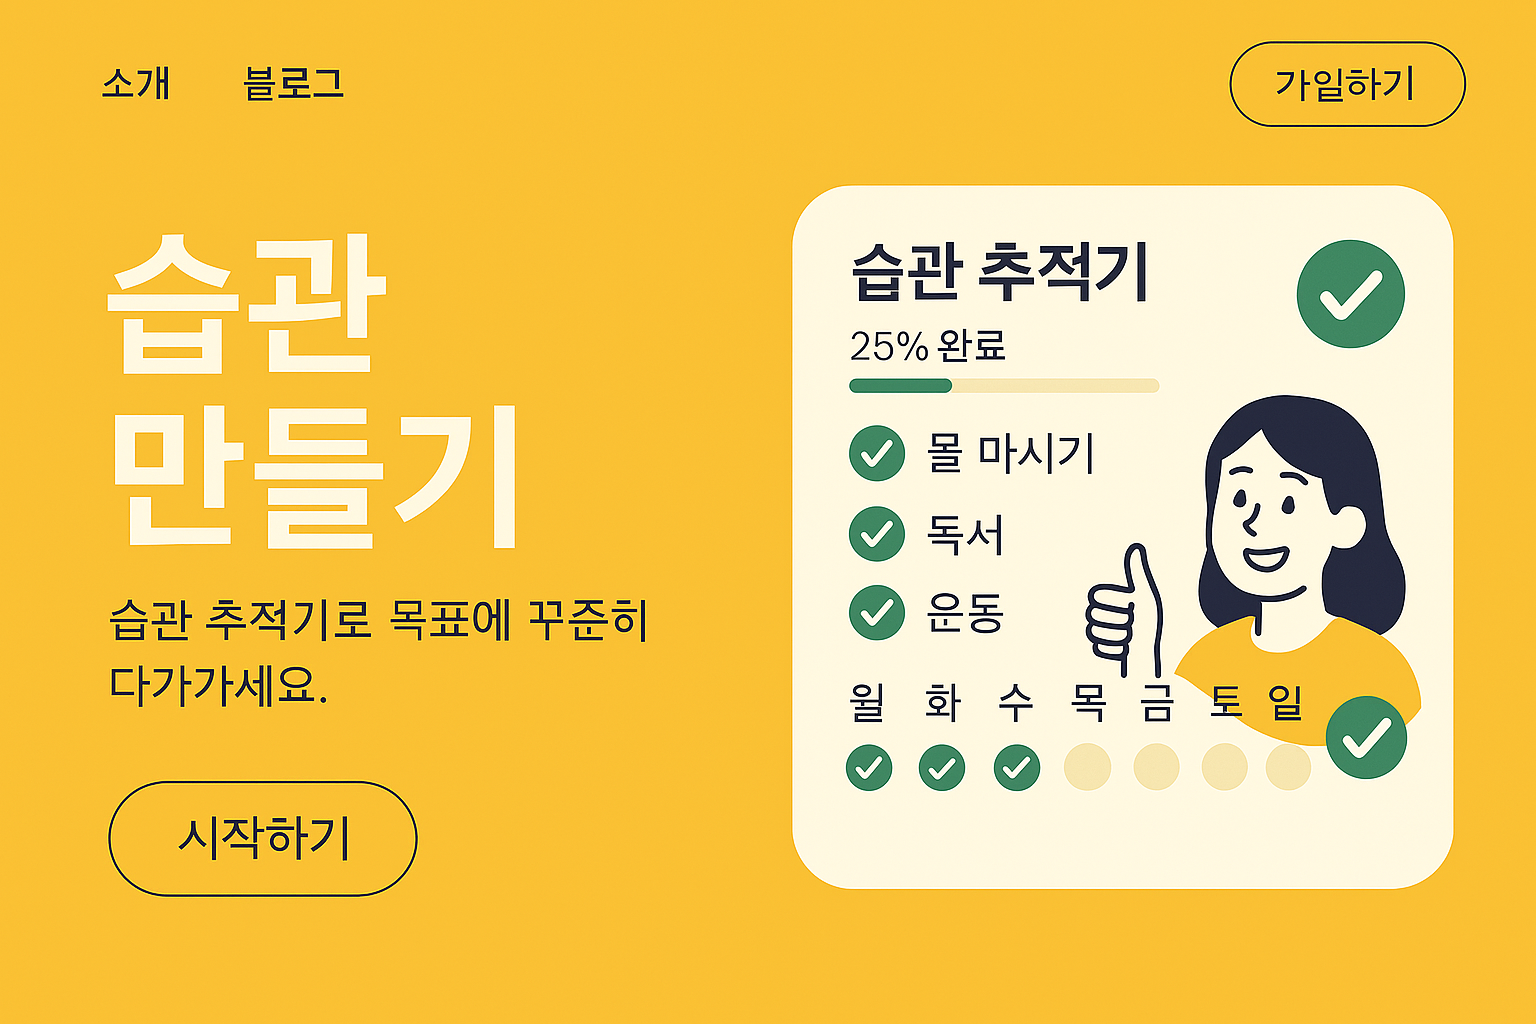 소개
블로그
가일하기
습관
만들기
습관 추적기로 목표에 꾸준히
다가가세요.
시작하기
습관 추적기
25% 완료
몰 마시기
독서
운동
월 화 수 목 금 토 일